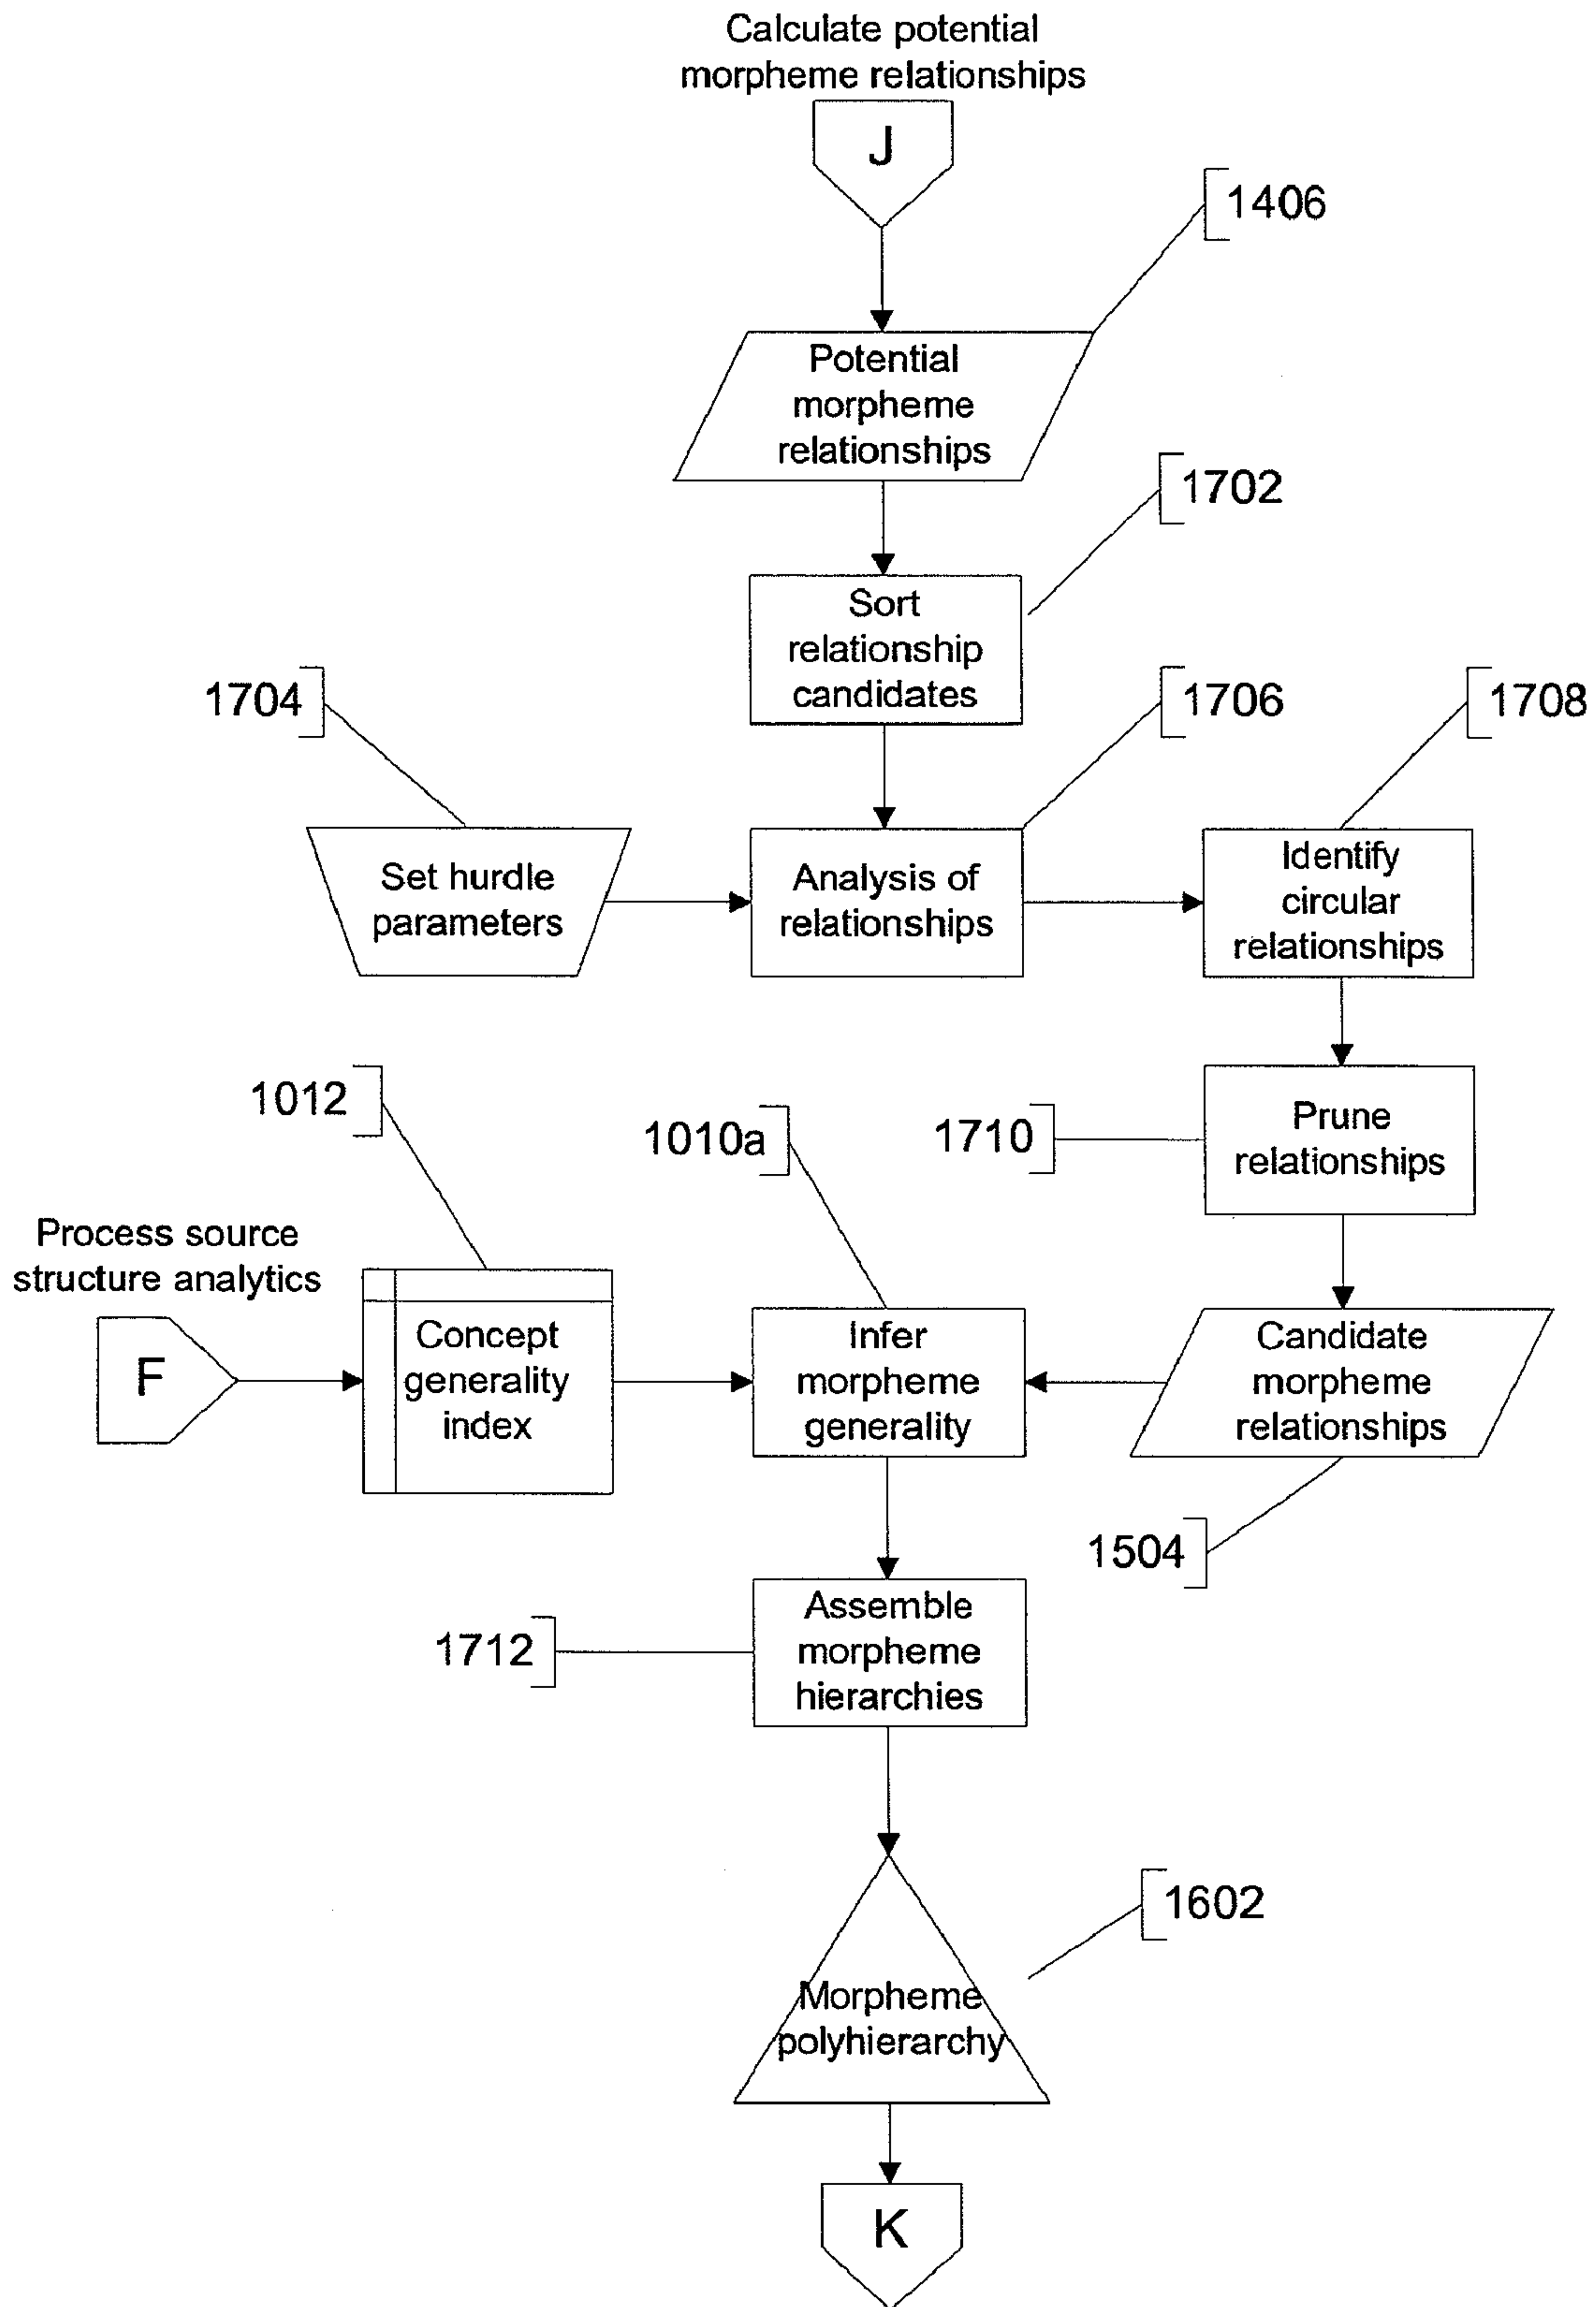 Calculate potential
morpheme relationships
J
1406
Potential
morpheme
relationships
1702
Sort
relationship
candidates
1704
1706
1708
Set hurdle
parameters
Analysis of
relationships
Identify
circular
relationships
1012
1010a
1710
Prune
relationships
Process source
structure analytics
F
Concept
generality
index
Infer
morpheme
generality
Candidate
morpheme
relationships
1504
1712
Assemble
morpheme
hierarchies
1602
Morpheme
polyhierarchy
K